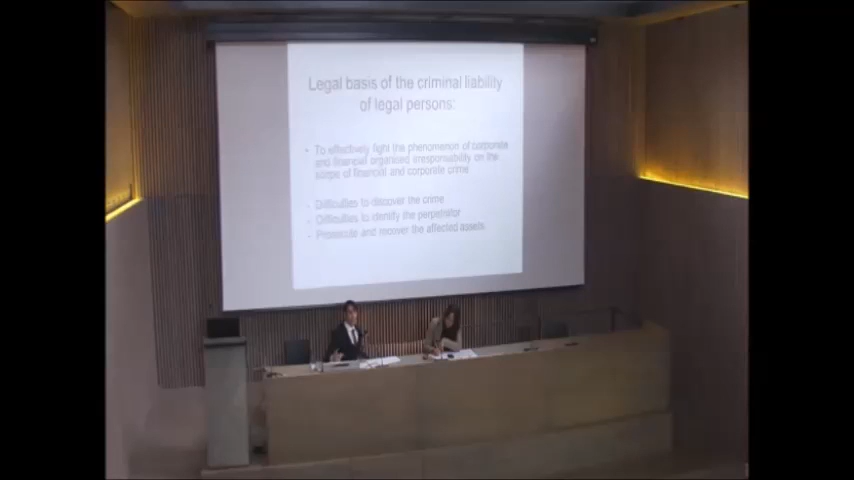 Legal basis of the criminal liability
of legal persons:
• To effectively fight the phenomenon of corporate
and financial organised irresponsability on the
scope of financial and corporate crime
- Difficulties to discover the crime
- Difficulties to identify the perpetrator
- Prosecute and recover the affected assets.